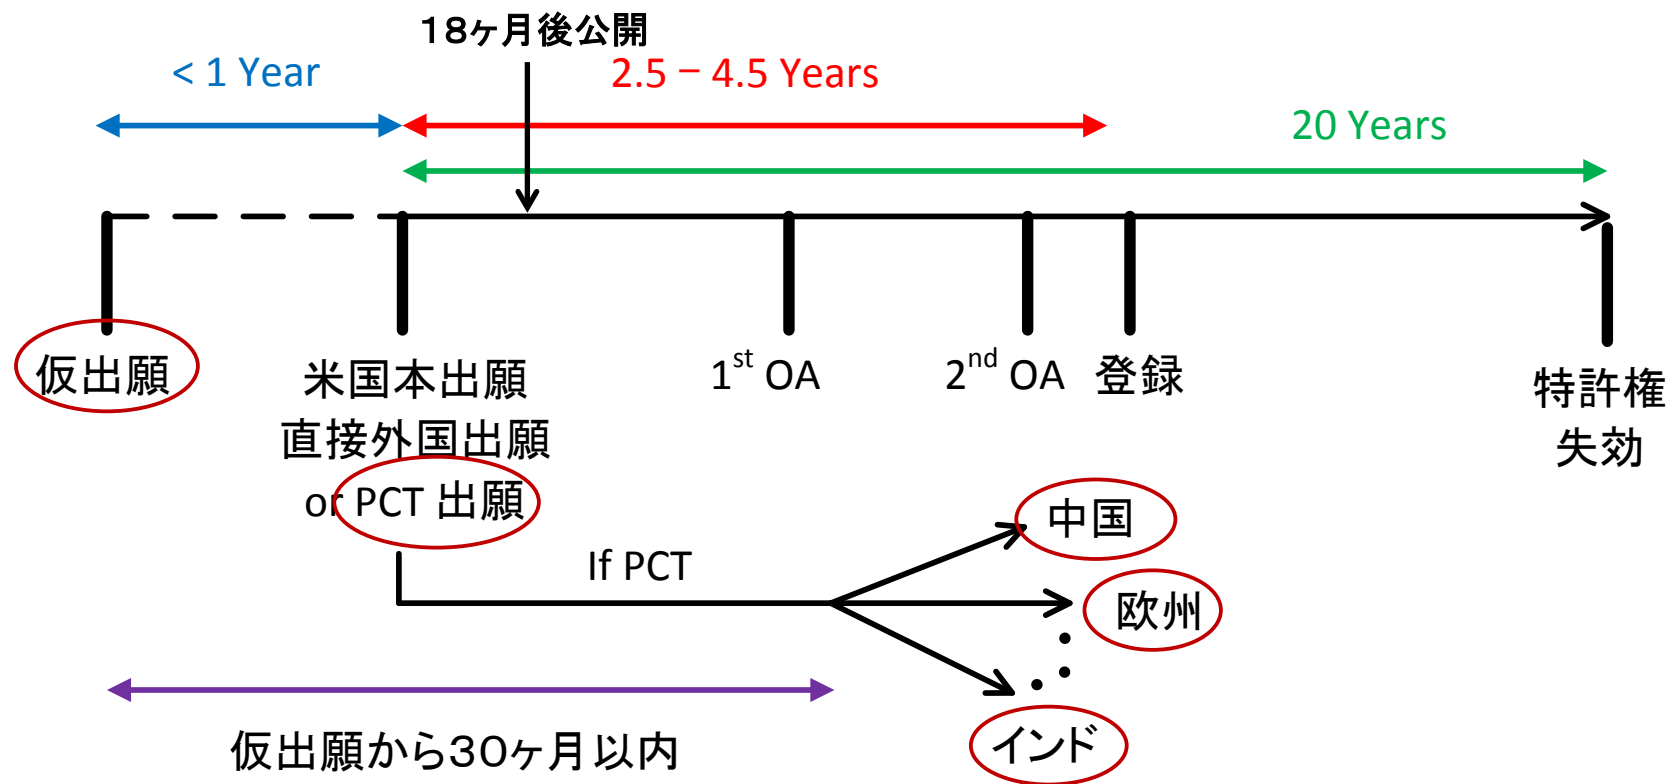 18ヶ月後公開
< 1 Year
2.5 – 4.5 Years
20 Years
仮出願
米国本出願
直接外国出願
or PCT 出願
1st OA
2nd OA
登録
特許権
失効
If PCT
中国
欧州
インド
仮出願から30ヶ月以内